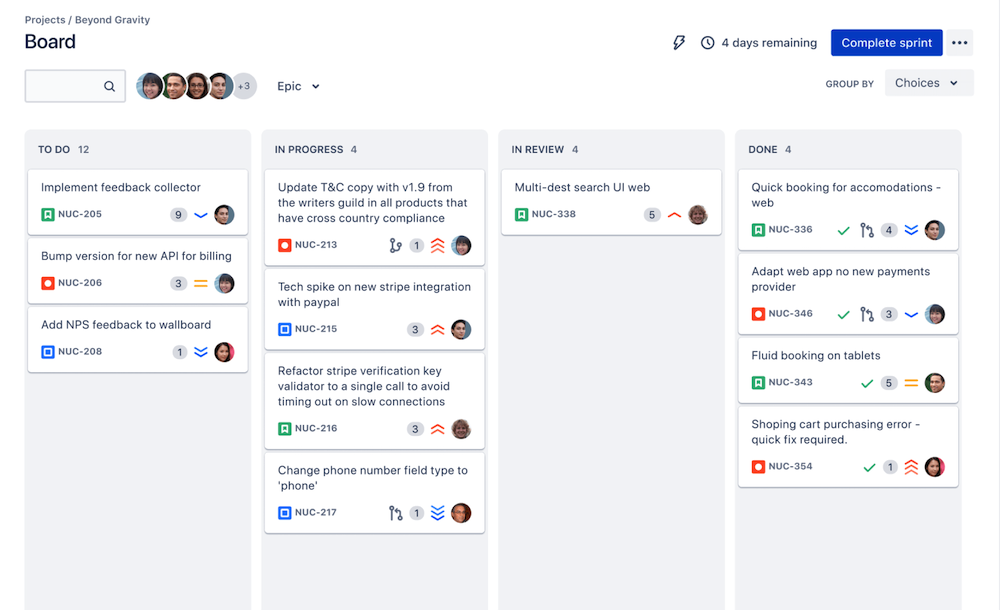 Projects / Beyond Gravity
Board
4 days remaining
Complete sprint
+3
Epic
GROUP BY
Choices
TO DO 12
Implement feedback collector
NUC-205
9
Bump version for new API for billing
NUC-206
3
Add NPS feedback to wallboard
NUC-208
1
IN PROGRESS 4
Update T&C copy with v1.9 from
the writers guild in all products that
have cross country compliance
NUC-213
1
Tech spike on new stripe integration
with paypal
NUC-215
3
Refactor stripe verification key
validator to a single call to avoid
timing out on slow connections
NUC-216
3
Change phone number field type to
'phone'
NUC-217
1
IN REVIEW 4
Multi-dest search UI web
NUC-338
5
DONE 4
Quick booking for accomodations -
web
NUC-336
4
Adapt web app no new payments
provider
NUC-346
3
Fluid booking on tablets
NUC-343
5
Shoping cart purchasing error -
quick fix required.
NUC-354
1